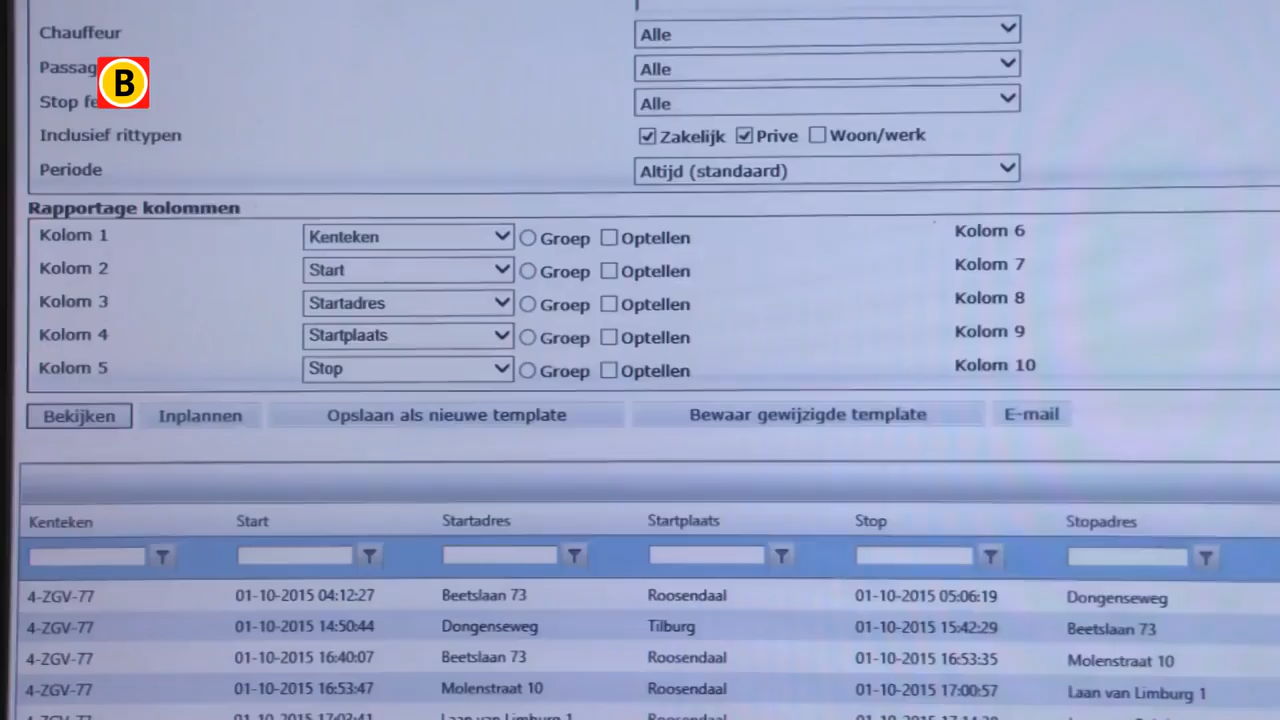 Chauffeur Alle
Passag Alle
B
Stop fe Alle
Inclusief rittypen Zakelijk Prive Woon/werk
Periode Altijd (standaard)
Rapportage kolommen
Kolom 1 Kenteken Groep Optellen Kolom 6
Kolom 2 Start Groep Optellen Kolom 7
Kolom 3 Startadres Groep Optellen Kolom 8
Kolom 4 Startplaats Groep Optellen Kolom 9
Kolom 5 Stop Groep Optellen Kolom 10
Bekijken Inplannen Opslaan als nieuwe template Bewaar gewijzigde template E-mail
Kenteken Start Startadres Startplaats Stop Stopadres
4-ZGV-77 01-10-2015 04:12:27 Beetslaan 73 Roosendaal 01-10-2015 05:06:19 Dongenseweg
4-ZGV-77 01-10-2015 14:50:44 Dongenseweg Tilburg 01-10-2015 15:42:29 Beetslaan 73
4-ZGV-77 01-10-2015 16:40:07 Beetslaan 73 Roosendaal 01-10-2015 16:53:35 Molenstraat 10
4-ZGV-77 01-10-2015 16:53:47 Molenstraat 10 Roosendaal 01-10-2015 17:00:57 Laan van Limburg 1